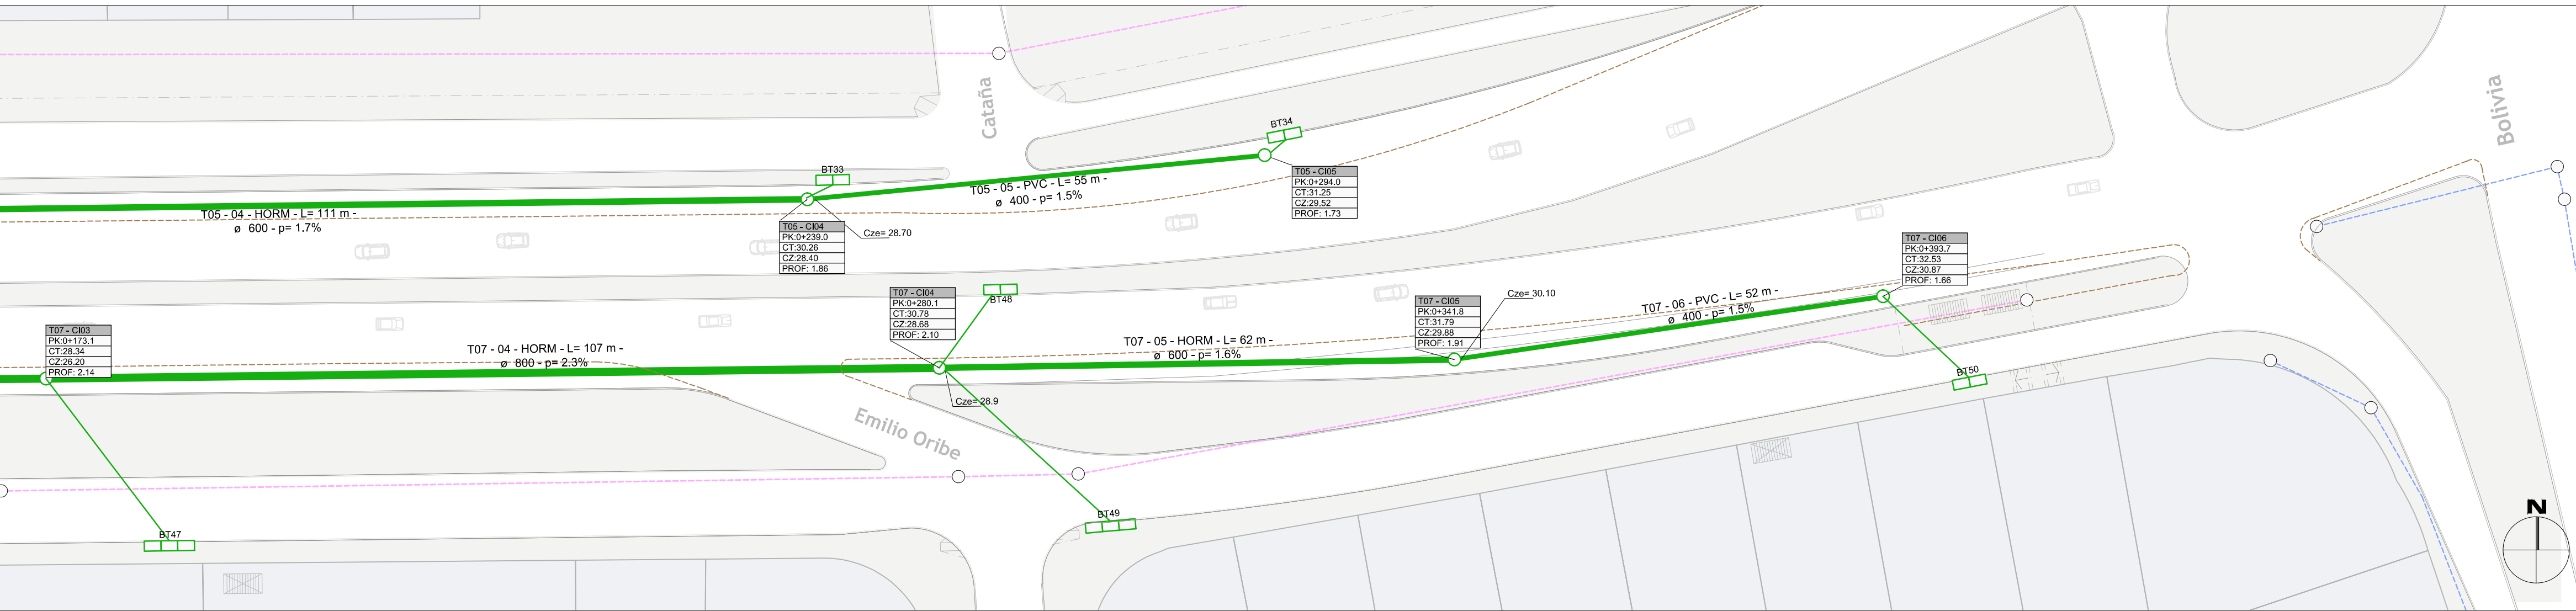 Cataña
Bolivia
BT34
BT33
T05 - CI05
PK:0+294.0
CT:31.25
CZ:29.52
PROF: 1.73
T05 - 05 - PVC - L= 55 m -
ø 400 - p= 1.5%
T05 - 04 - HORM - L= 111 m -
ø 600 - p= 1.7%
T05 - CI04
PK:0+239.0
CT:30.26
CZ:28.40
PROF: 1.86
Cze= 28.70
T07 - CI06
PK:0+393.7
CT:32.53
CZ:30.87
PROF: 1.66
T07 - CI04
PK:0+280.1
CT:30.78
CZ:28.68
PROF: 2.10
BT48
T07 - CI05
PK:0+341.8
CT:31.79
CZ:29.88
PROF: 1.91
Cze= 30.10
T07 - 06 - PVC - L= 52 m -
ø 400 - p= 1.5%
T07 - CI03
PK:0+173.1
CT:28.34
CZ:26.20
PROF: 2.14
T07 - 04 - HORM - L= 107 m -
ø 800 - p= 2.3%
T07 - 05 - HORM - L= 62 m -
ø 600 - p= 1.6%
BT50
Cze= 28.9
Emilio Oribe
BT49
BT47
N